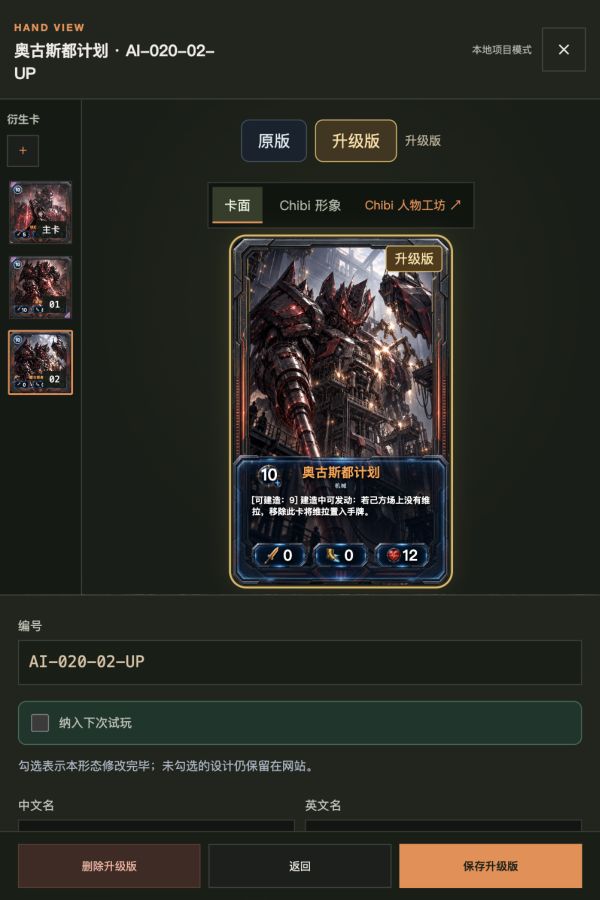 HAND VIEW
奥古斯都计划 · AI-020-02-
UP
本地项目模式
×
衍生卡
+
主卡
01
02
原版
升级版
升级版
卡面
Chibi 形象
Chibi 人物工坊 ↗
升级版
10
奥古斯都计划
机械
[可建造：9] 建造中可发动：若己方场上没有维
拉，移除此卡将维拉置入手牌。
0
0
12
编号
AI-020-02-UP
纳入下次试玩
勾选表示本形态修改完毕；未勾选的设计仍保留在网站。
中文名
英文名
删除升级版
返回
保存升级版